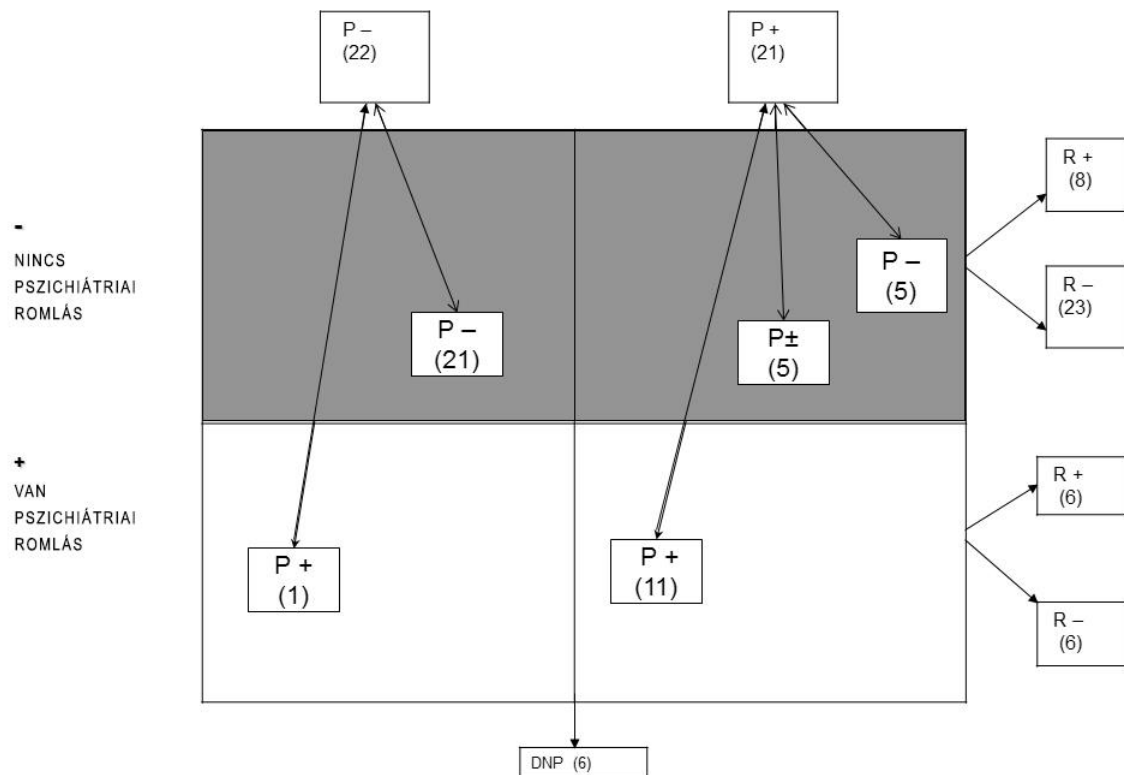 P –
(22)
P +
(21)
R +
(8)
-
NINCS
PSZICHIÁTRIAI
ROMLÁS
P –
(5)
R –
(23)
P –
(21)
P±
(5)
+
VAN
PSZICHIÁTRIAI
ROMLÁS
R +
(6)
P +
(1)
P +
(11)
R –
(6)
DNP (6)